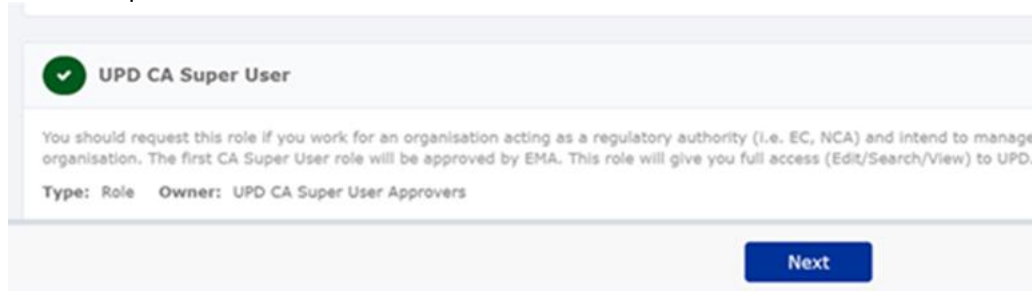 UPD CA Super User
You should request this role if you work for an organisation acting as a regulatory authority (i.e. EC, NCA) and intend to manage
organisation. The first CA Super User role will be approved by EMA. This role will give you full access (Edit/Search/View) to UPD.
Type: Role Owner: UPD CA Super User Approvers
Next